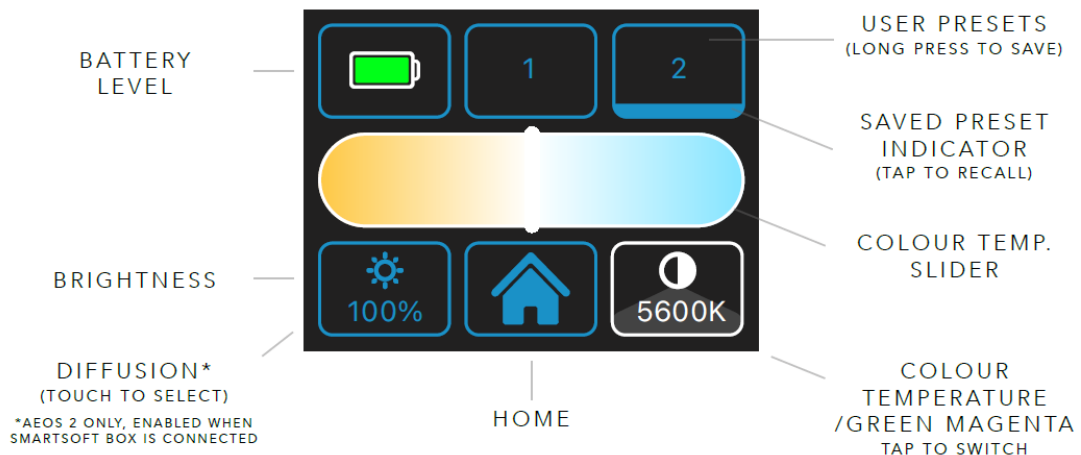 BATTERY
LEVEL
1
2
USER PRESETS
(LONG PRESS TO SAVE)
SAVED PRESET
INDICATOR
(TAP TO RECALL)
COLOUR TEMP.
SLIDER
BRIGHTNESS
100%
5600K
DIFFUSION*
(TOUCH TO SELECT)
*AEOS 2 ONLY, ENABLED WHEN
SMARTSOFT BOX IS CONNECTED
HOME
COLOUR
TEMPERATURE
/GREEN MAGENTA
TAP TO SWITCH